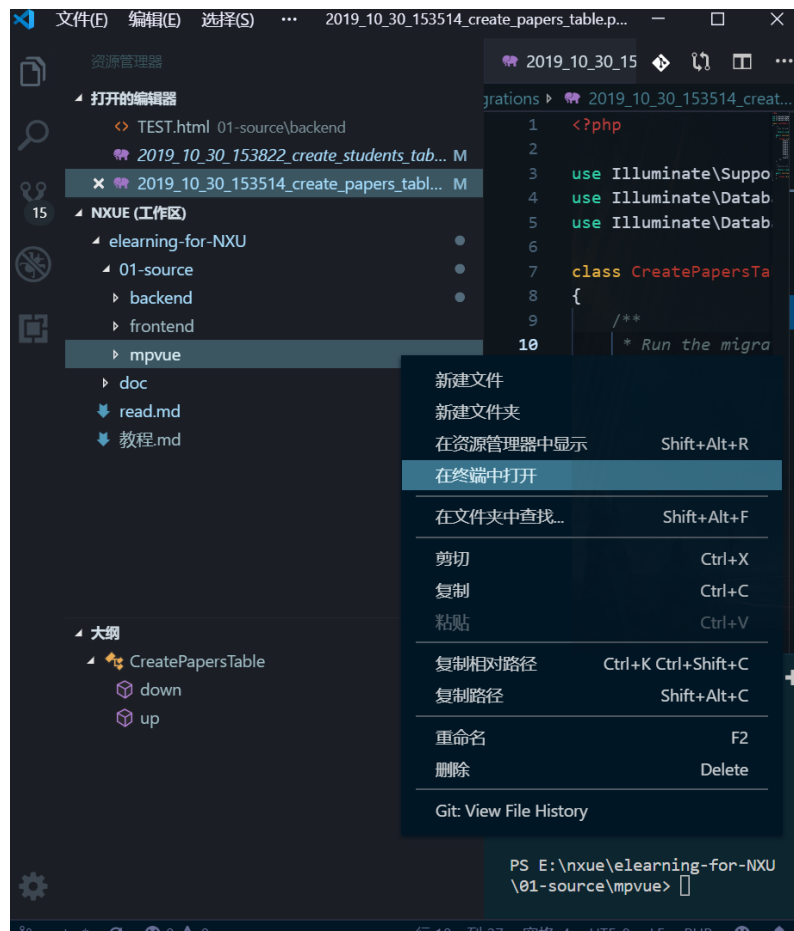 文件(F) 编辑(E) 选择(S) ··· 2019_10_30_153514_create_papers_table.p...
资源管理器
打开的编辑器
TEST.html 01-source\backend
2019_10_30_153822_create_students_tab... M
2019_10_30_153514_create_papers_tabl... M
15
NXUE (工作区)
elearning-for-NXU
01-source
backend
frontend
mpvue
doc
read.md
教程.md
大纲
CreatePapersTable
down
up
2019_10_30_15
grations 2019_10_30_153514_creat...
1 <?php
2
3 use Illuminate\Suppo
4 use Illuminate\Datab
5 use Illuminate\Datab
6
7 class CreatePapersTa
8 {
9 /**
10 * Run the migra
新建文件
新建文件夹
在资源管理器中显示 Shift+Alt+R
在终端中打开
在文件夹中查找... Shift+Alt+F
剪切 Ctrl+X
复制 Ctrl+C
粘贴 Ctrl+V
复制相对路径 Ctrl+K Ctrl+Shift+C
复制路径 Shift+Alt+C
重命名 F2
删除 Delete
Git: View File History
PS E:\nxue\elearning-for-NXU
\01-source\mpvue>